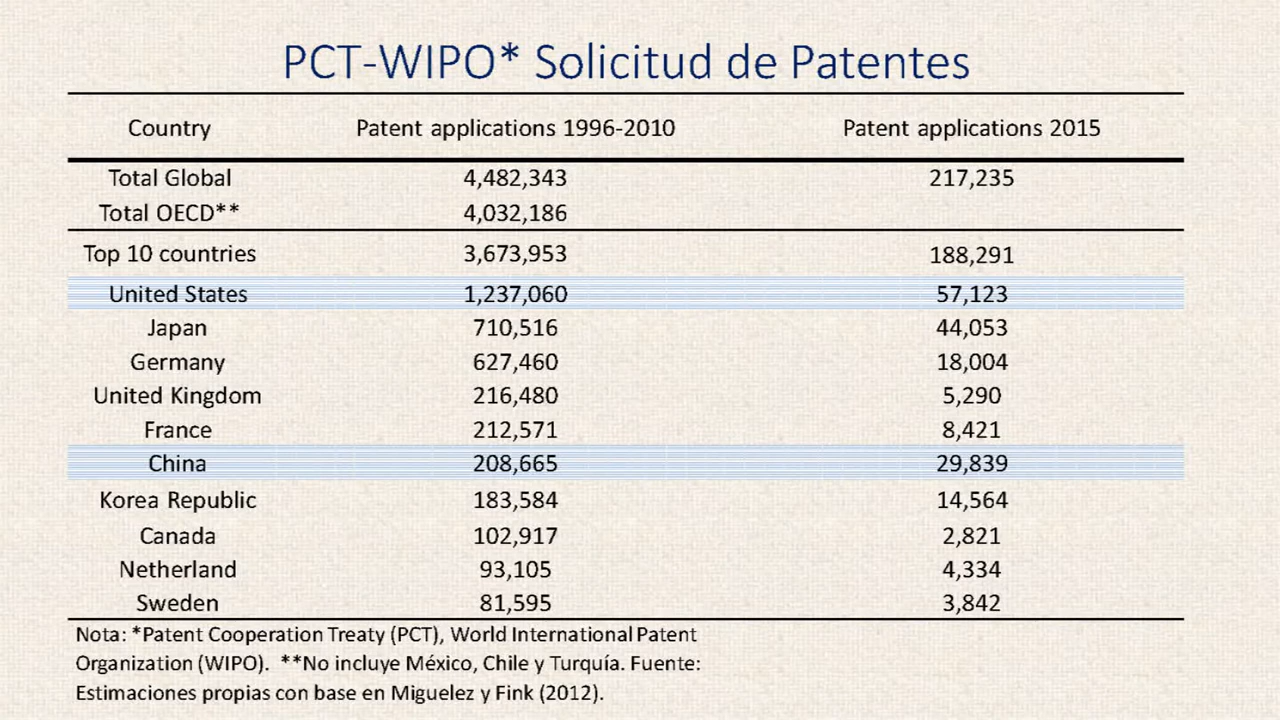 PCT-WIPO* Solicitud de Patentes
Country Patent applications 1996-2010 Patent applications 2015
Total Global 4,482,343 217,235
Total OECD** 4,032,186
Top 10 countries 3,673,953 188,291
United States 1,237,060 57,123
Japan 710,516 44,053
Germany 627,460 18,004
United Kingdom 216,480 5,290
France 212,571 8,421
China 208,665 29,839
Korea Republic 183,584 14,564
Canada 102,917 2,821
Netherland 93,105 4,334
Sweden 81,595 3,842
Nota: *Patent Cooperation Treaty (PCT), World International Patent
Organization (WIPO). **No incluye México, Chile y Turquía. Fuente:
Estimaciones propias con base en Miguelez y Fink (2012).